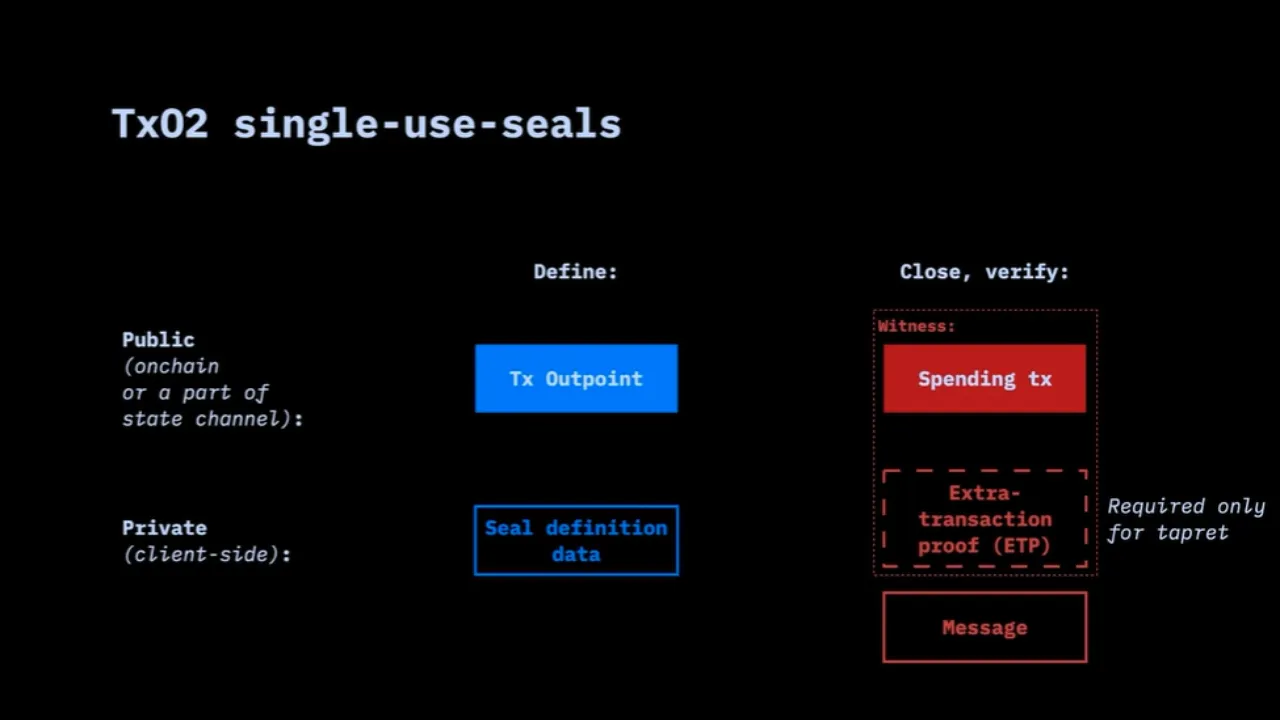 TxO2 single-use-seals
Define:
Close, verify:
Public
(onchain
or a part of
state channel):
Tx Outpoint
Witness:
Spending tx
Private
(client-side):
Seal definition
data
Extra-
transaction
proof (ETP)
Required only
for tapret
Message